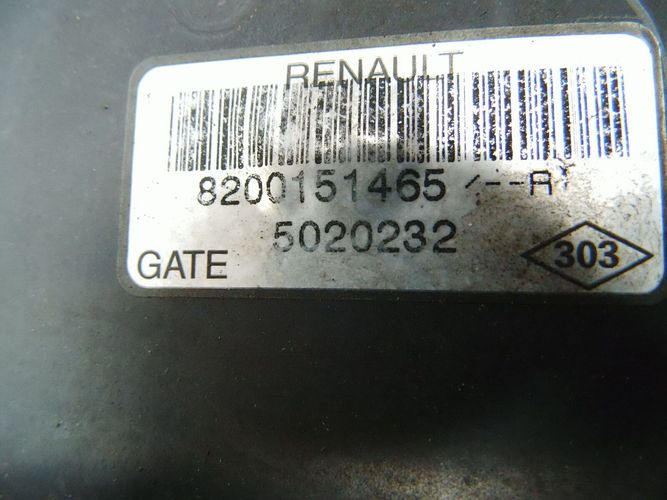 RENAULT
8200151465 /--A
5020232
GATE
303